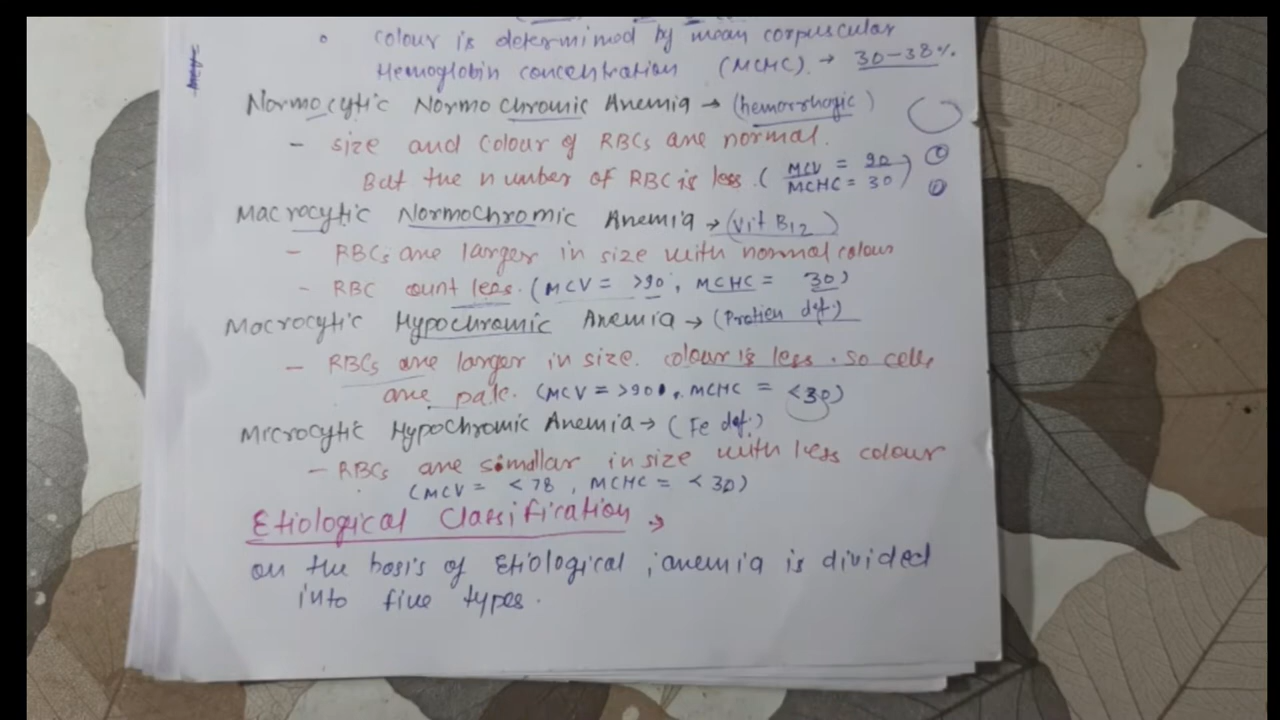 • colour is determined by mean corpuscular
Hemoglobin concentration (MCHC). → 30-38%.
Normocytic Normochromic Anemia → (hemorrhagic)
- size and colour of RBCs are normal.
But the number of RBC is less. ( MCV = 90
MCHC = 30 )
Macrocytic Normochromic Anemia → (Vit B12)
- RBCs are larger in size with normal colour
- RBC count less. (MCV = >90, MCHC = 30)
Macrocytic Hypochromic Anemia → (Protien def.)
- RBCs are larger in size. colour is less. so cells
are pale. (MCV = >90, MCHC = <30)
Microcytic Hypochromic Anemia → (Fe def.)
- RBCs are smaller in size with less colour
(MCV = <78, MCHC = <30)
Etiological Classification →
on the basis of Etiological ; anemia is divided
into five types.